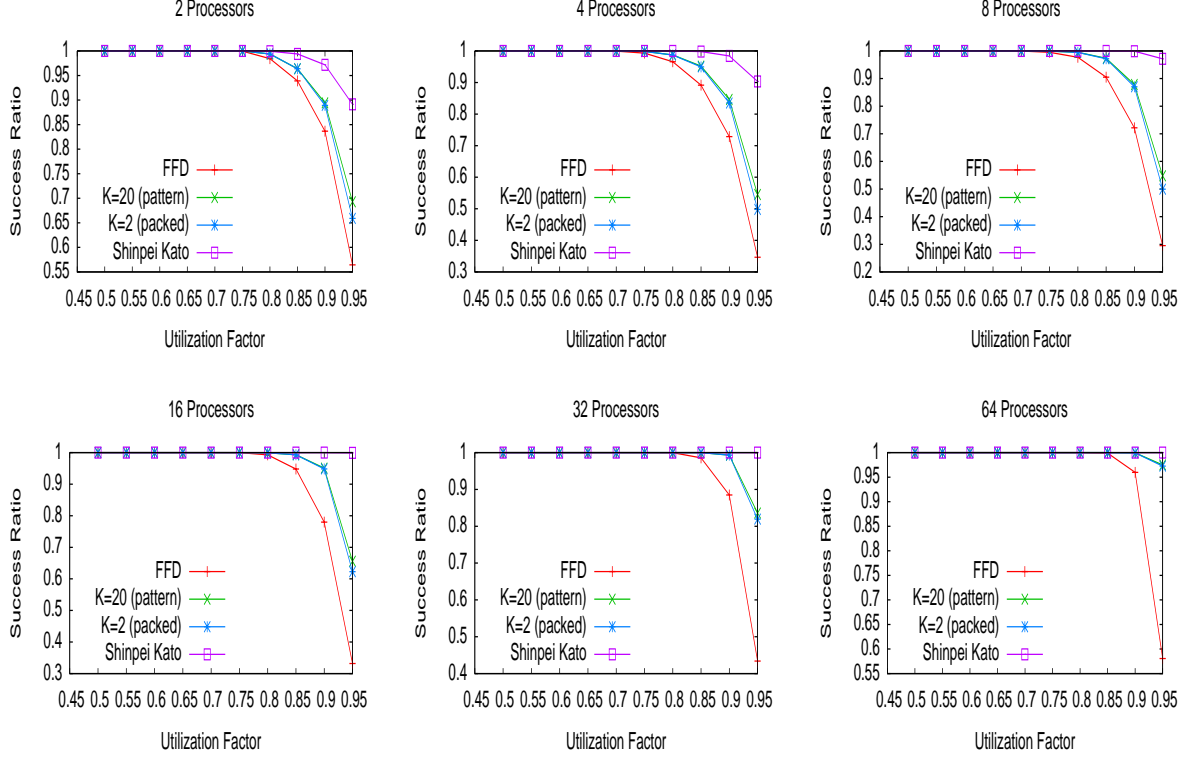 2 Processors
1
0.95
0.9
0.85
0.8
0.75
0.7
0.65
0.6
0.55
Success Ratio
FFD
K=20 (pattern)
K=2 (packed)
Shinpei Kato
0.45 0.5 0.55 0.6 0.65 0.7 0.75 0.8 0.85 0.9 0.95
Utilization Factor
4 Processors
1
0.9
0.8
0.7
0.6
0.5
0.4
0.3
Success Ratio
FFD
K=20 (pattern)
K=2 (packed)
Shinpei Kato
0.45 0.5 0.55 0.6 0.65 0.7 0.75 0.8 0.85 0.9 0.95
Utilization Factor
8 Processors
1
0.9
0.8
0.7
0.6
0.5
0.4
0.3
0.2
Success Ratio
FFD
K=20 (pattern)
K=2 (packed)
Shinpei Kato
0.45 0.5 0.55 0.6 0.65 0.7 0.75 0.8 0.85 0.9 0.95
Utilization Factor
16 Processors
1
0.9
0.8
0.7
0.6
0.5
0.4
0.3
Success Ratio
FFD
K=20 (pattern)
K=2 (packed)
Shinpei Kato
0.45 0.5 0.55 0.6 0.65 0.7 0.75 0.8 0.85 0.9 0.95
Utilization Factor
32 Processors
1
0.9
0.8
0.7
0.6
0.5
0.4
Success Ratio
FFD
K=20 (pattern)
K=2 (packed)
Shinpei Kato
0.45 0.5 0.55 0.6 0.65 0.7 0.75 0.8 0.85 0.9 0.95
Utilization Factor
64 Processors
1
0.95
0.9
0.85
0.8
0.75
0.7
0.65
0.6
0.55
Success Ratio
FFD
K=20 (pattern)
K=2 (packed)
Shinpei Kato
0.45 0.5 0.55 0.6 0.65 0.7 0.75 0.8 0.85 0.9 0.95
Utilization Factor